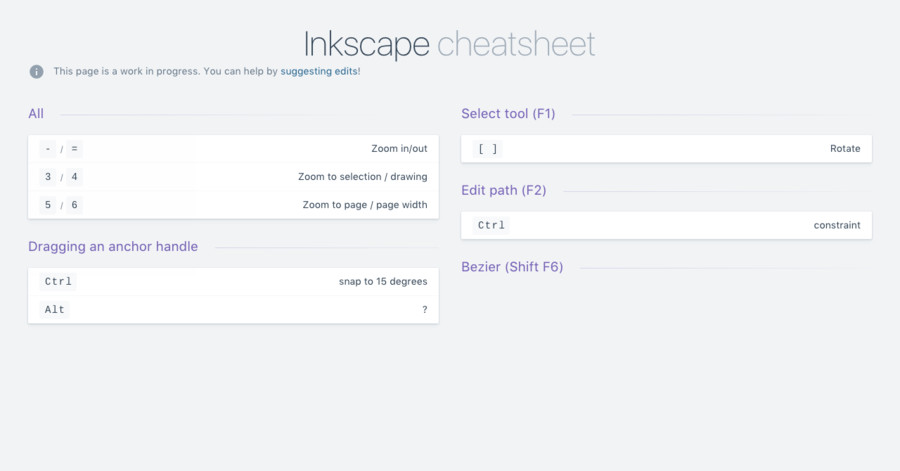 Inkscape cheatsheet
This page is a work in progress. You can help by suggesting edits!
All
- / = Zoom in/out
3 / 4 Zoom to selection / drawing
5 / 6 Zoom to page / page width
Dragging an anchor handle
Ctrl snap to 15 degrees
Alt ?
Select tool (F1)
[ ] Rotate
Edit path (F2)
Ctrl constraint
Bezier (Shift F6)